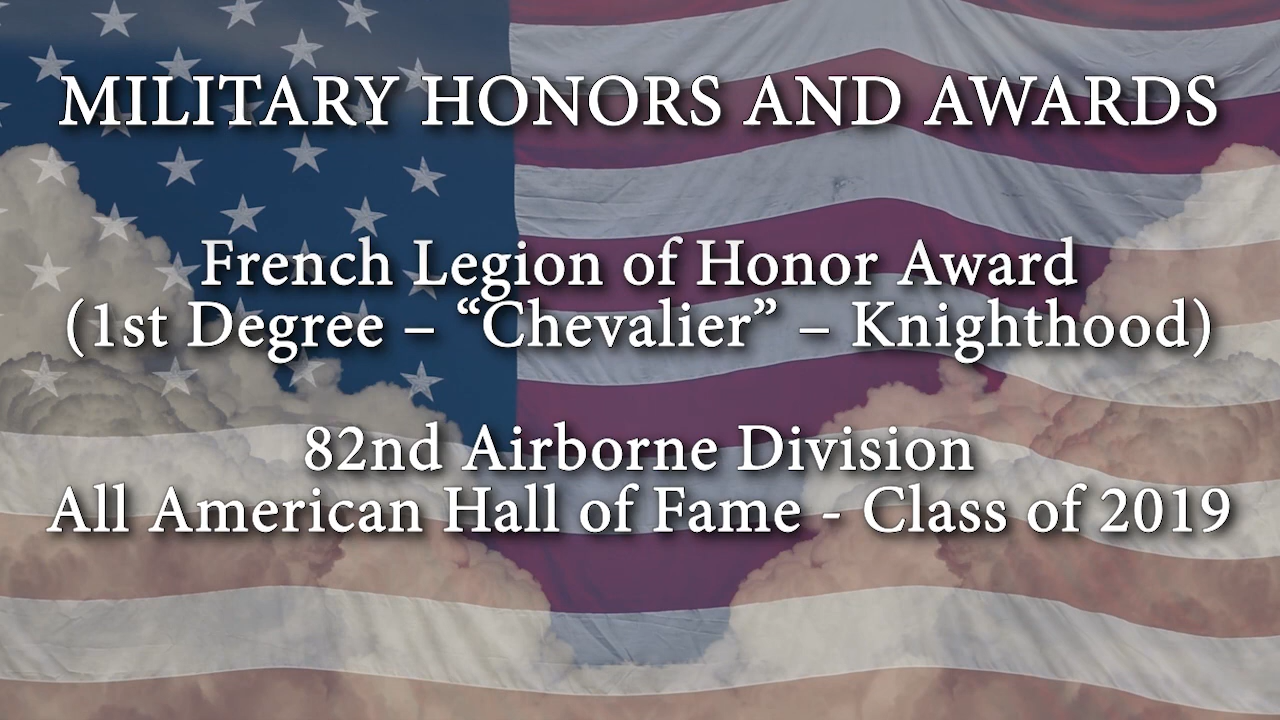 MILITARY HONORS AND AWARDS
French Legion of Honor Award
(1st Degree – “Chevalier” – Knighthood)
82nd Airborne Division
All American Hall of Fame - Class of 2019